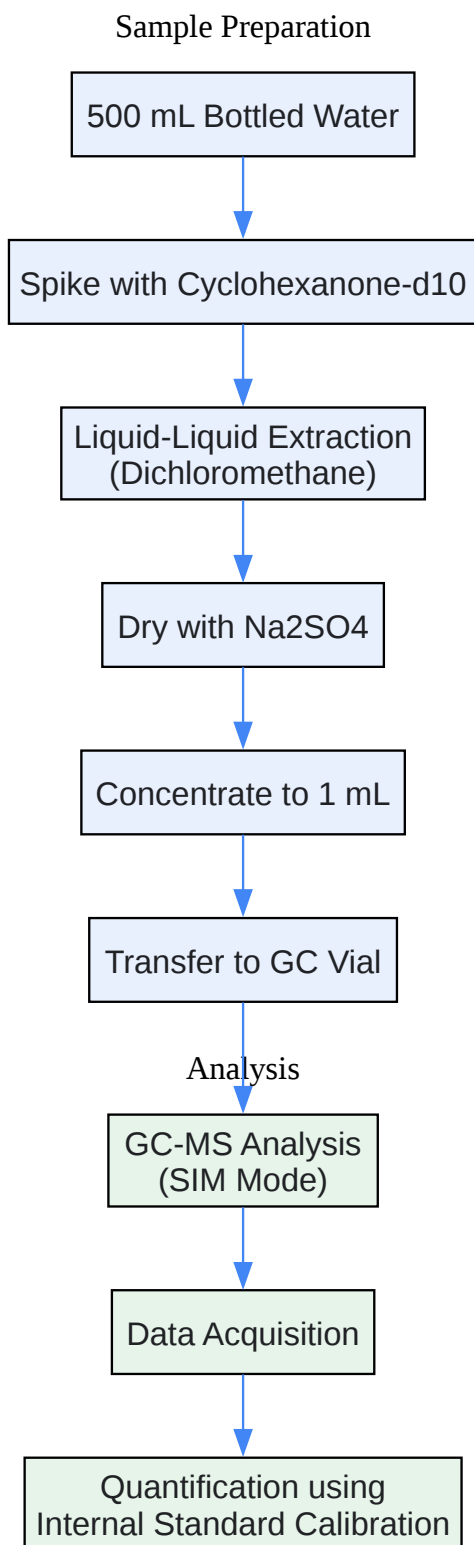 Sample Preparation
500 mL Bottled Water
Spike with Cyclohexanone-d10
Liquid-Liquid Extraction
(Dichloromethane)
Dry with Na2SO4
Concentrate to 1 mL
Transfer to GC Vial
Analysis
GC-MS Analysis
(SIM Mode)
Data Acquisition
Quantification using
Internal Standard Calibration